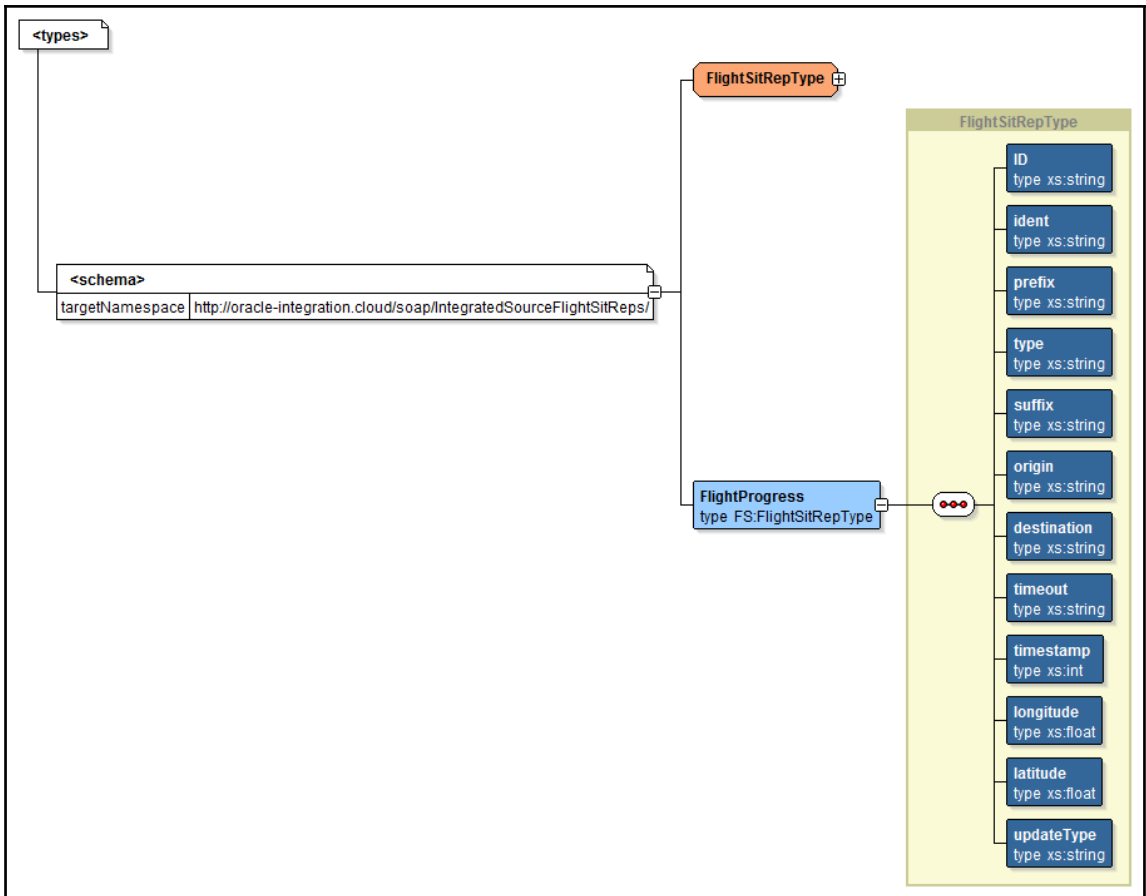 <types>
FlightSitRepType
FlightSitRepType
ID
type xs:string
ident
type xs:string
prefix
type xs:string
<schema>
targetNamespace http://oracle-integration.cloud/soap/IntegratedSourceFlightSitReps/
type
type xs:string
suffix
type xs:string
origin
type xs:string
FlightProgress
type FS:FlightSitRepType
destination
type xs:string
timeout
type xs:string
timestamp
type xs:int
longitude
type xs:float
latitude
type xs:float
updateType
type xs:string